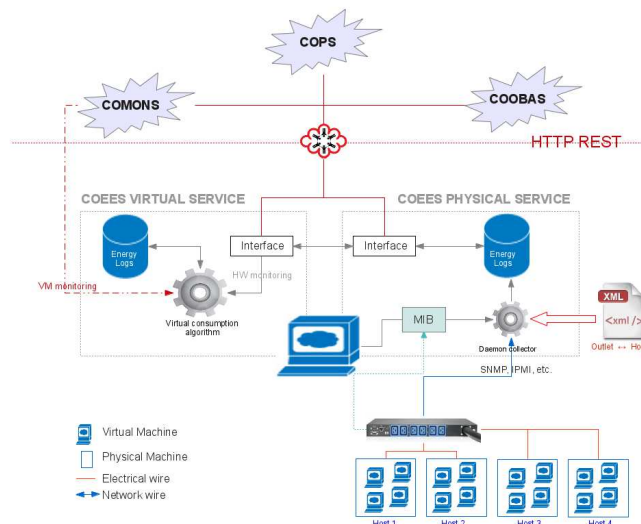 COPS
COMONS
COOBAS
HTTP REST
COEES VIRTUAL SERVICE
COEES PHYSICAL SERVICE
Energy
Logs
Interface
Interface
Energy
Logs
HW monitoring
VM monitoring
Virtual consumption
algorithm
MIB
Daemon collector
XML
<xml />
Outlet ↔ Ho
SNMP, IPMI, etc.
Virtual Machine
Physical Machine
Electrical wire
Network wire
Host 1
Host 2
Host 3
Host 4